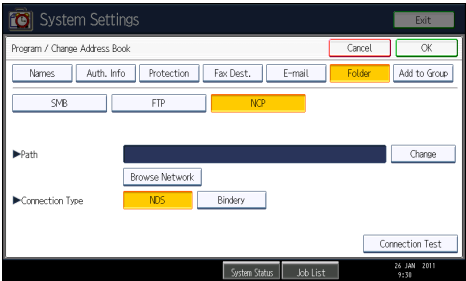 System Settings Exit
Program / Change Address Book Cancel OK
Names Auth. Info Protection Fax Dest. E-mail Folder Add to Group
SMB FTP NCP
▶Path Change
Browse Network
▶Connection Type NDS Bindery
Connection Test
System Status Job List 26 JAN 2011
9:30